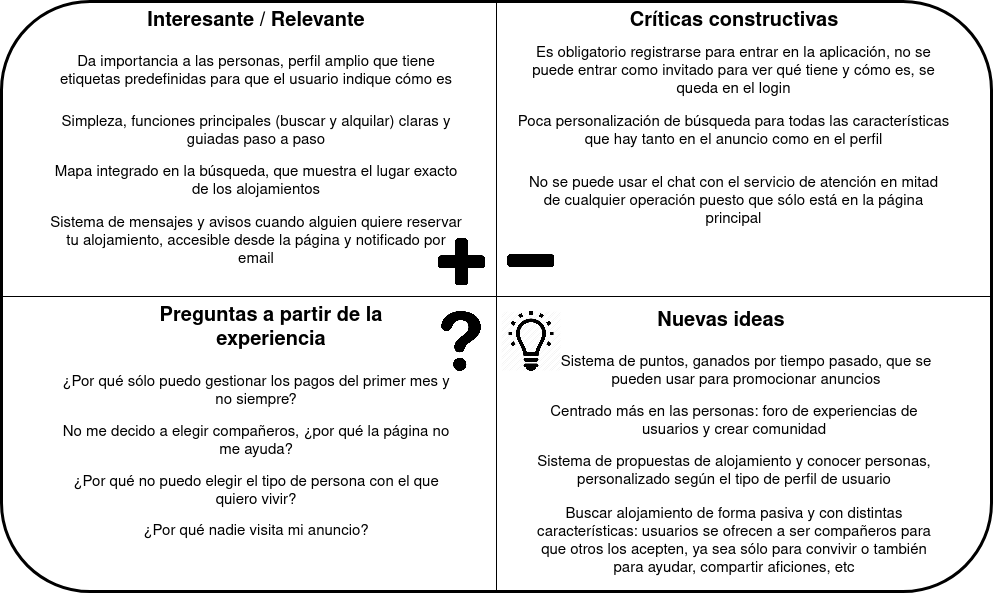 Interesante / Relevante
Da importancia a las personas, perfil amplio que tiene
etiquetas predefinidas para que el usuario indique cómo es
Simpleza, funciones principales (buscar y alquilar) claras y
guiadas paso a paso
Mapa integrado en la búsqueda, que muestra el lugar exacto
de los alojamientos
Sistema de mensajes y avisos cuando alguien quiere reservar
tu alojamiento, accesible desde la página y notificado por
email
Críticas constructivas
Es obligatorio registrarse para entrar en la aplicación, no se
puede entrar como invitado para ver qué tiene y cómo es, se
queda en el login
Poca personalización de búsqueda para todas las características
que hay tanto en el anuncio como en el perfil
No se puede usar el chat con el servicio de atención en mitad
de cualquier operación puesto que sólo está en la página
principal
Preguntas a partir de la
experiencia
¿Por qué sólo puedo gestionar los pagos del primer mes y
no siempre?
No me decido a elegir compañeros, ¿por qué la página no
me ayuda?
¿Por qué no puedo elegir el tipo de persona con el que
quiero vivir?
¿Por qué nadie visita mi anuncio?
Nuevas ideas
Sistema de puntos, ganados por tiempo pasado, que se
pueden usar para promocionar anuncios
Centrado más en las personas: foro de experiencias de
usuarios y crear comunidad
Sistema de propuestas de alojamiento y conocer personas,
personalizado según el tipo de perfil de usuario
Buscar alojamiento de forma pasiva y con distintas
características: usuarios se ofrecen a ser compañeros para
que otros los acepten, ya sea sólo para convivir o también
para ayudar, compartir aficiones, etc